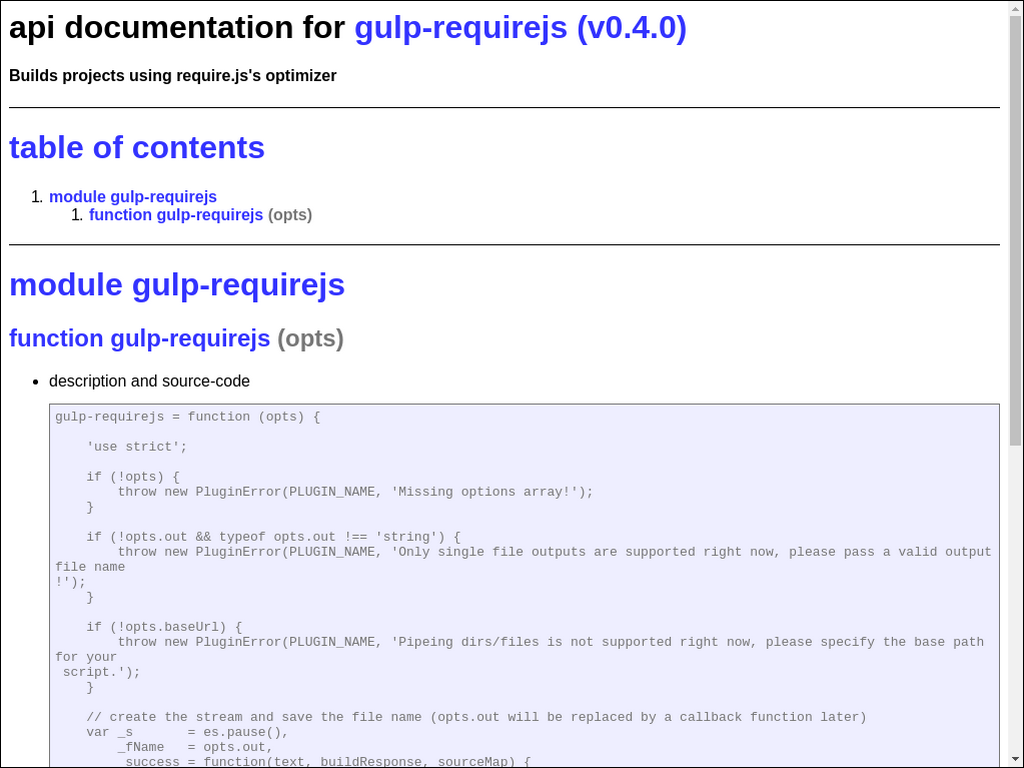 api documentation for gulp-requirejs (v0.4.0)
Builds projects using require.js's optimizer
table of contents
1. module gulp-requirejs
1. function gulp-requirejs (opts)
module gulp-requirejs
function gulp-requirejs (opts)
• description and source-code
gulp-requirejs = function (opts) {
    'use strict';
    if (!opts) {
        throw new PluginError(PLUGIN_NAME, 'Missing options array!');
    }
    if (!opts.out && typeof opts.out !== 'string') {
        throw new PluginError(PLUGIN_NAME, 'Only single file outputs are supported right now, please pass a valid output
file name
!');
    }
    if (!opts.baseUrl) {
        throw new PluginError(PLUGIN_NAME, 'Pipeing dirs/files is not supported right now, please specify the base path
for your
 script.');
    }
    // create the stream and save the file name (opts.out will be replaced by a callback function later)
    var _s       = es.pause(),
        _fName   = opts.out,
        _success = function(text, buildResponse, sourceMap) {